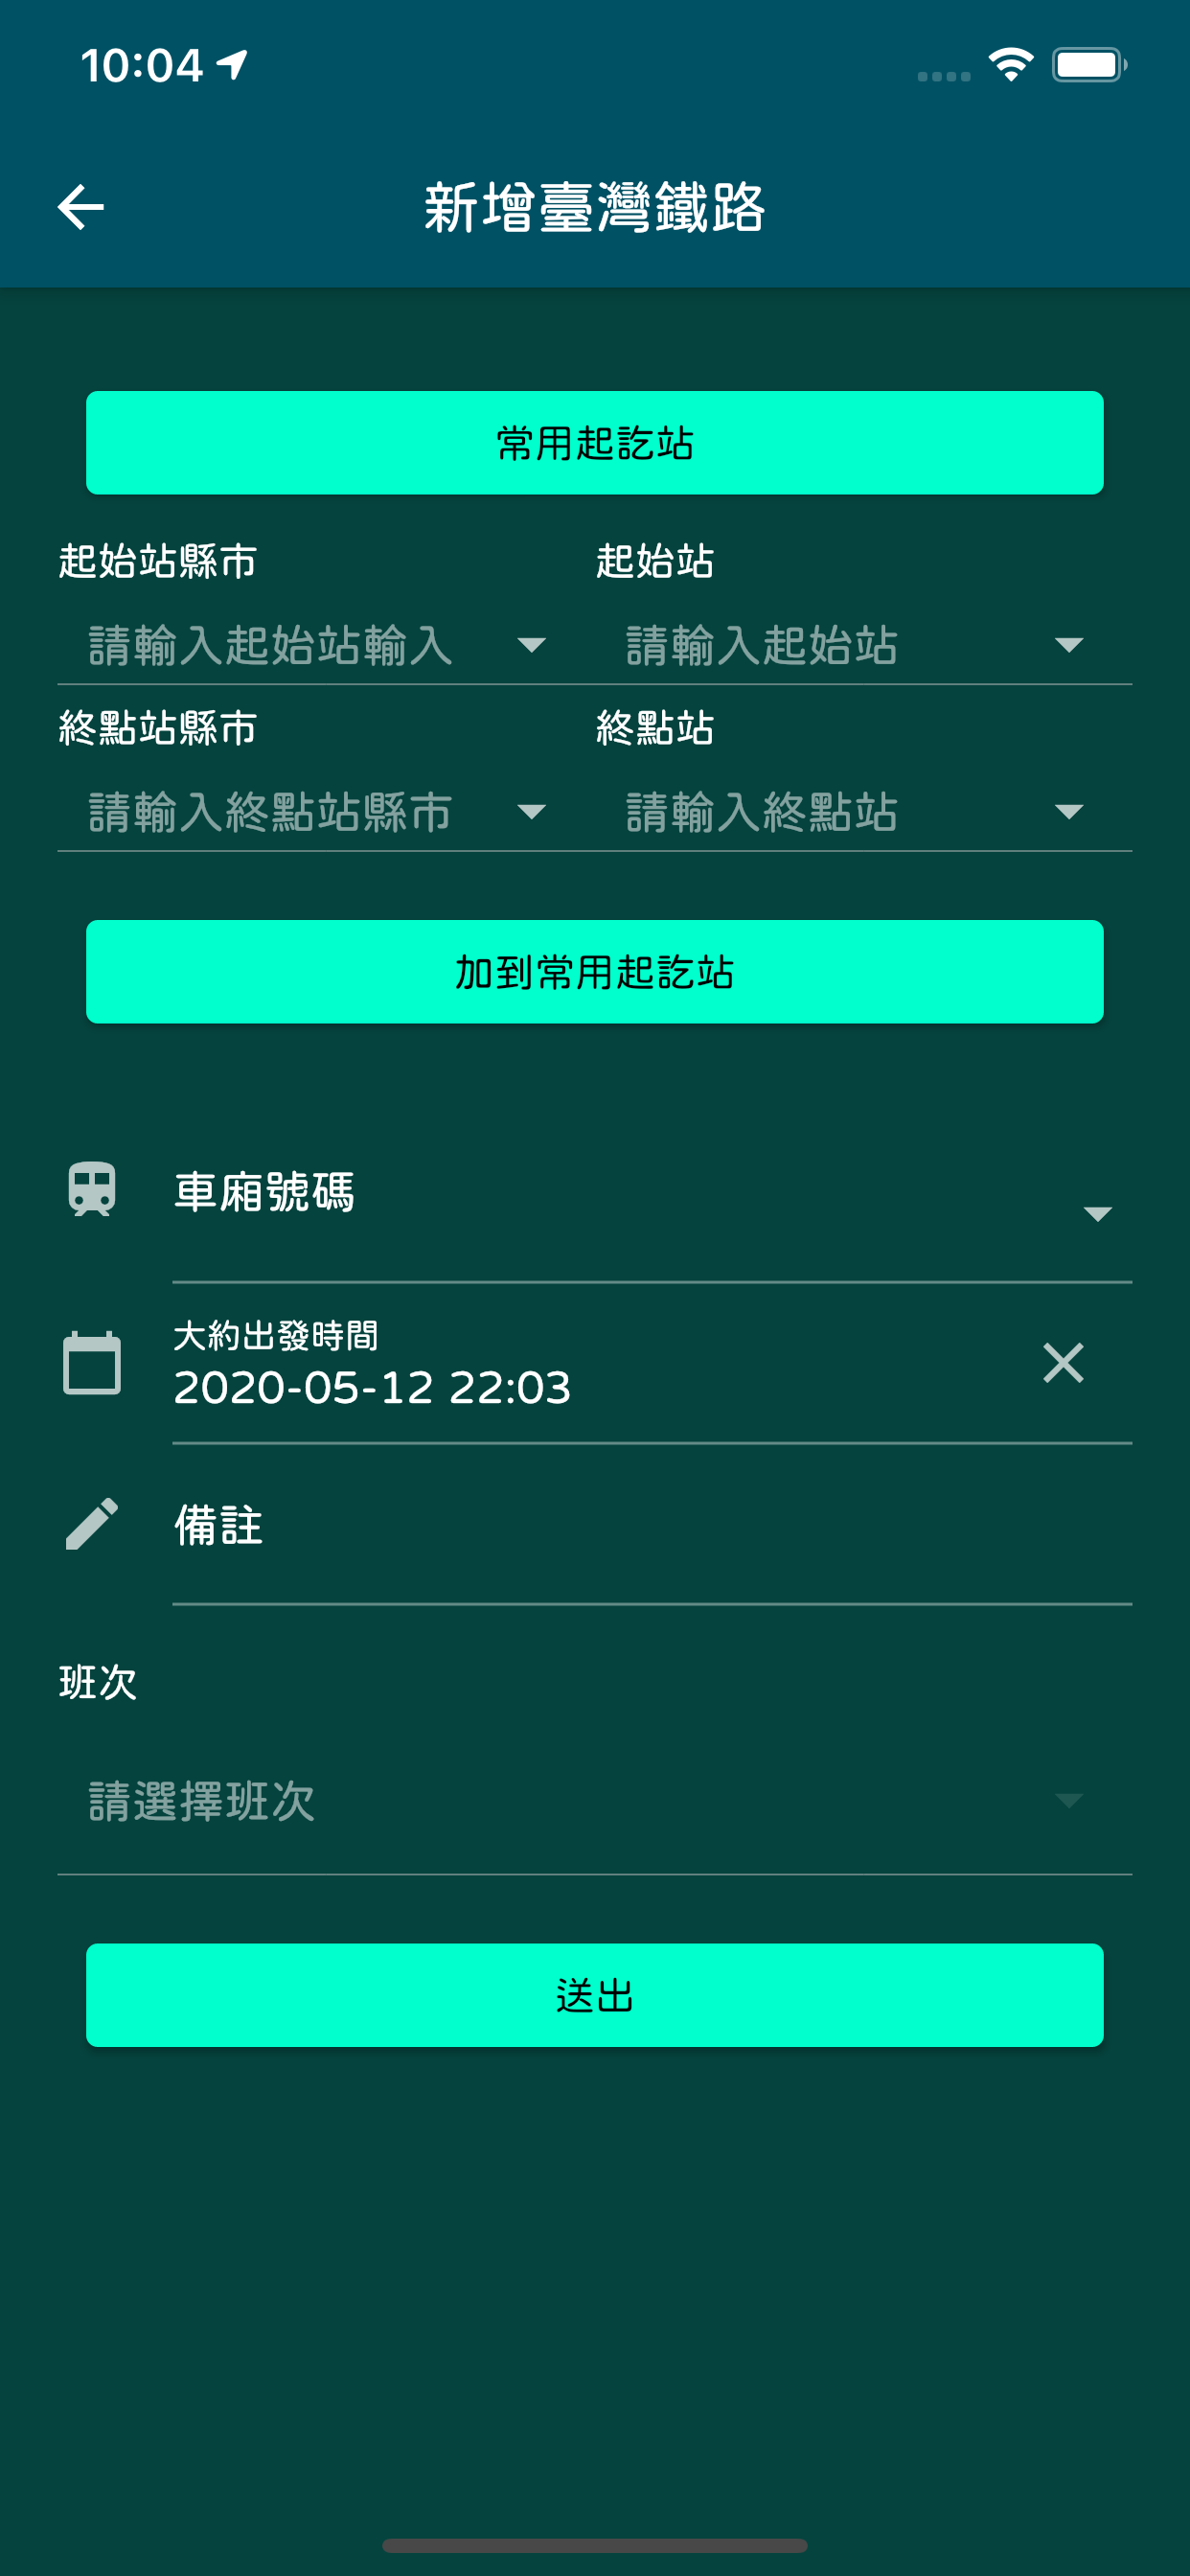 10:04
新增臺灣鐵路
常用起訖站
起始站縣市 起始站
請輸入起始站輸入 請輸入起始站
終點站縣市 終點站
請輸入終點站縣市 請輸入終點站
加到常用起訖站
車廂號碼
大約出發時間
2020-05-12 22:03
備註
班次
請選擇班次
送出